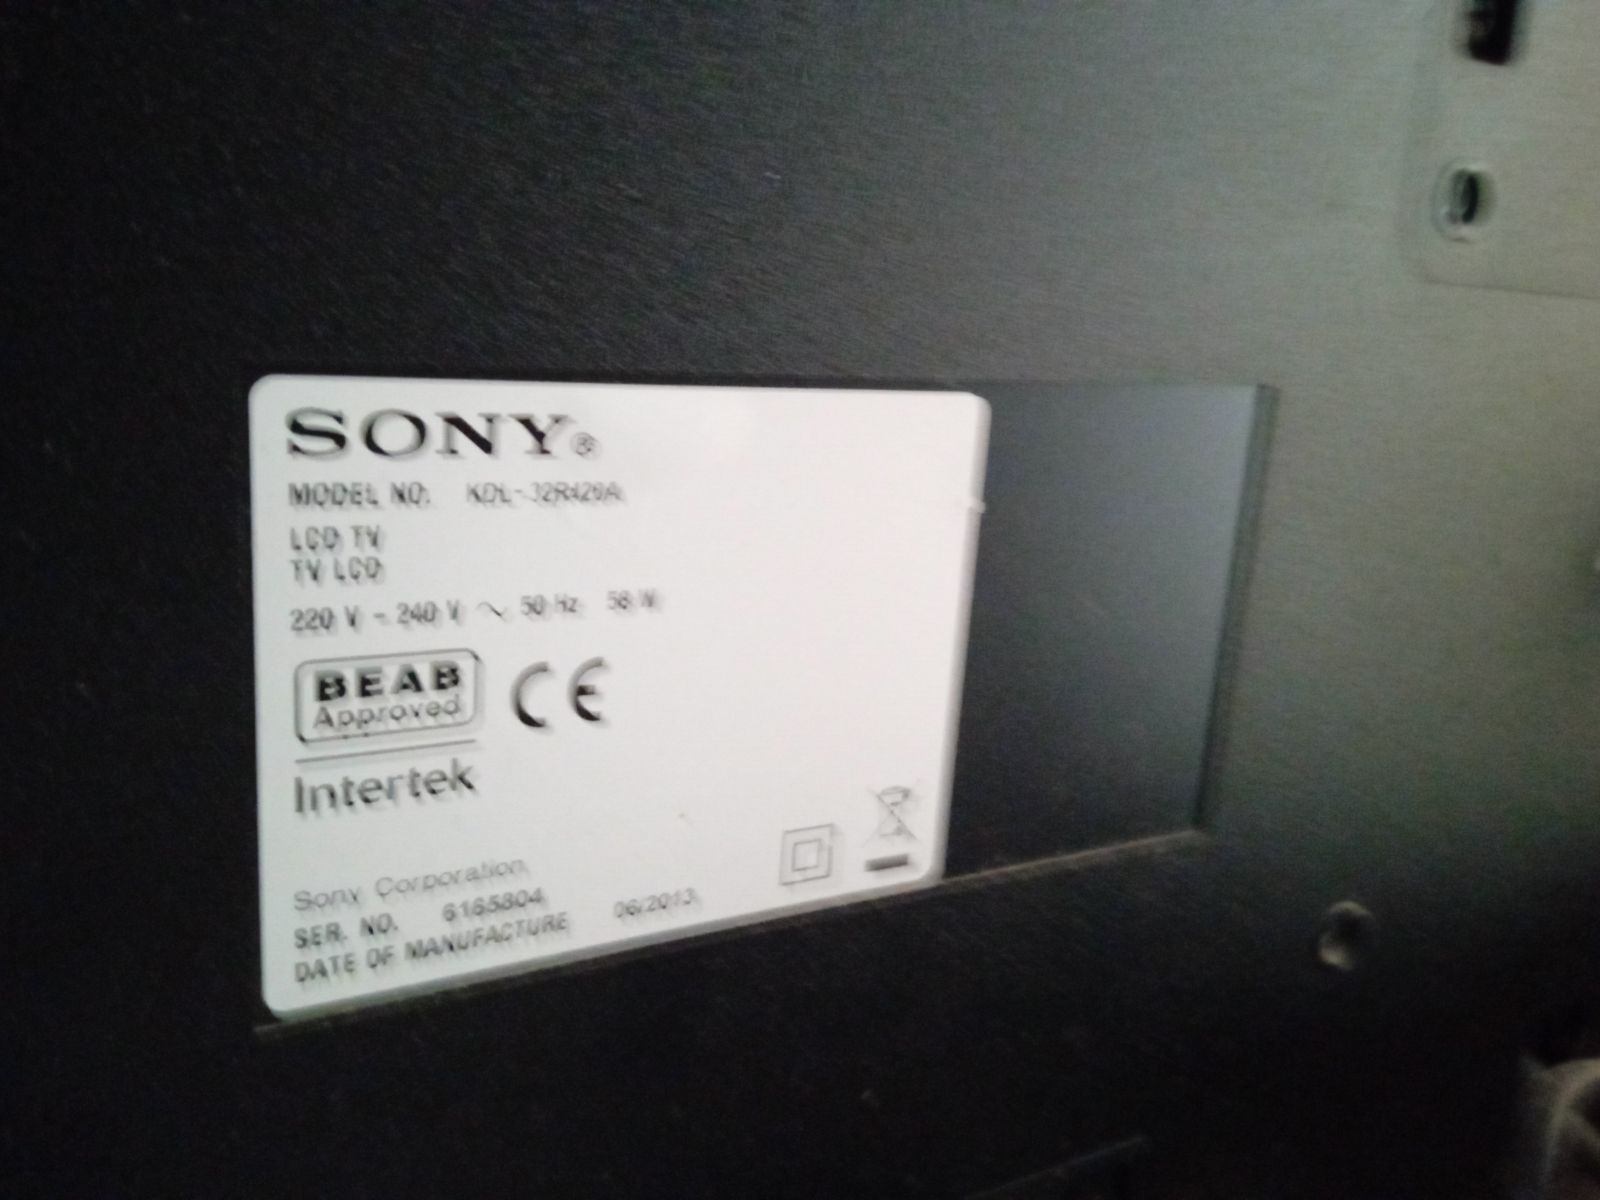 SONY®
MODEL NO. KDL-32R420A
LCD TV
TV LCD
220 V - 240 V ~ 50 Hz 58 W
BEAB
Approved
CE
Intertek
Sony Corporation
SER. NO. 6165804
DATE OF MANUFACTURE 06/2013